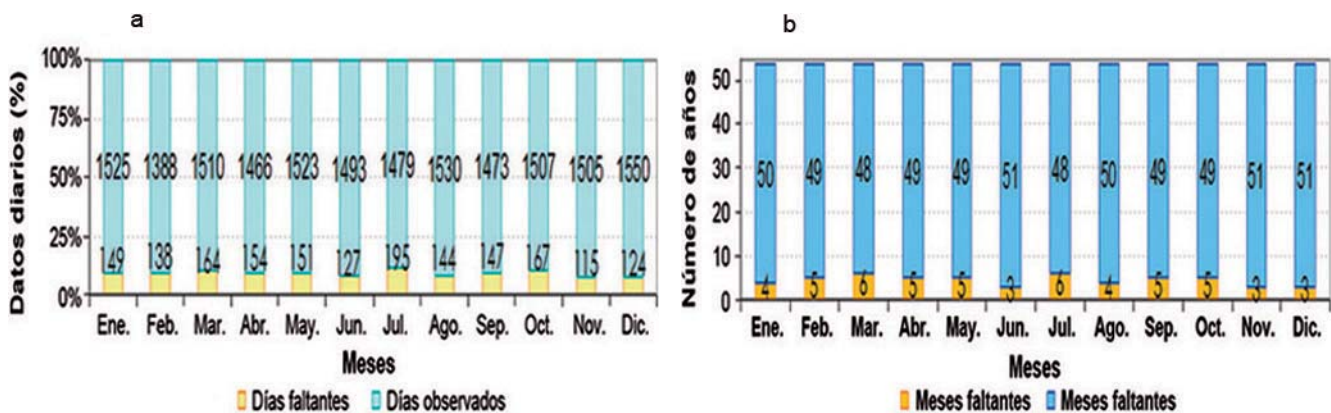 a
Datos diarios (%)
100%
75%
50%
25%
0%
1525 1388 1510 1466 1523 1493 1479 1530 1473 1507 1505 1550
149 138 164 154 151 127 195 144 147 167 115 124
Ene. Feb. Mar. Abr. May. Jun. Jul. Ago. Sep. Oct. Nov. Dic.
Meses
Días faltantes Días observados
b
Número de años
50
40
30
20
10
0
50 49 48 49 49 51 48 50 49 49 51 51
4 5 6 5 5 3 6 4 5 5 3 3
Ene. Feb. Mar. Abr. May. Jun. Jul. Ago. Sep. Oct. Nov. Dic.
Meses
Meses faltantes Meses faltantes